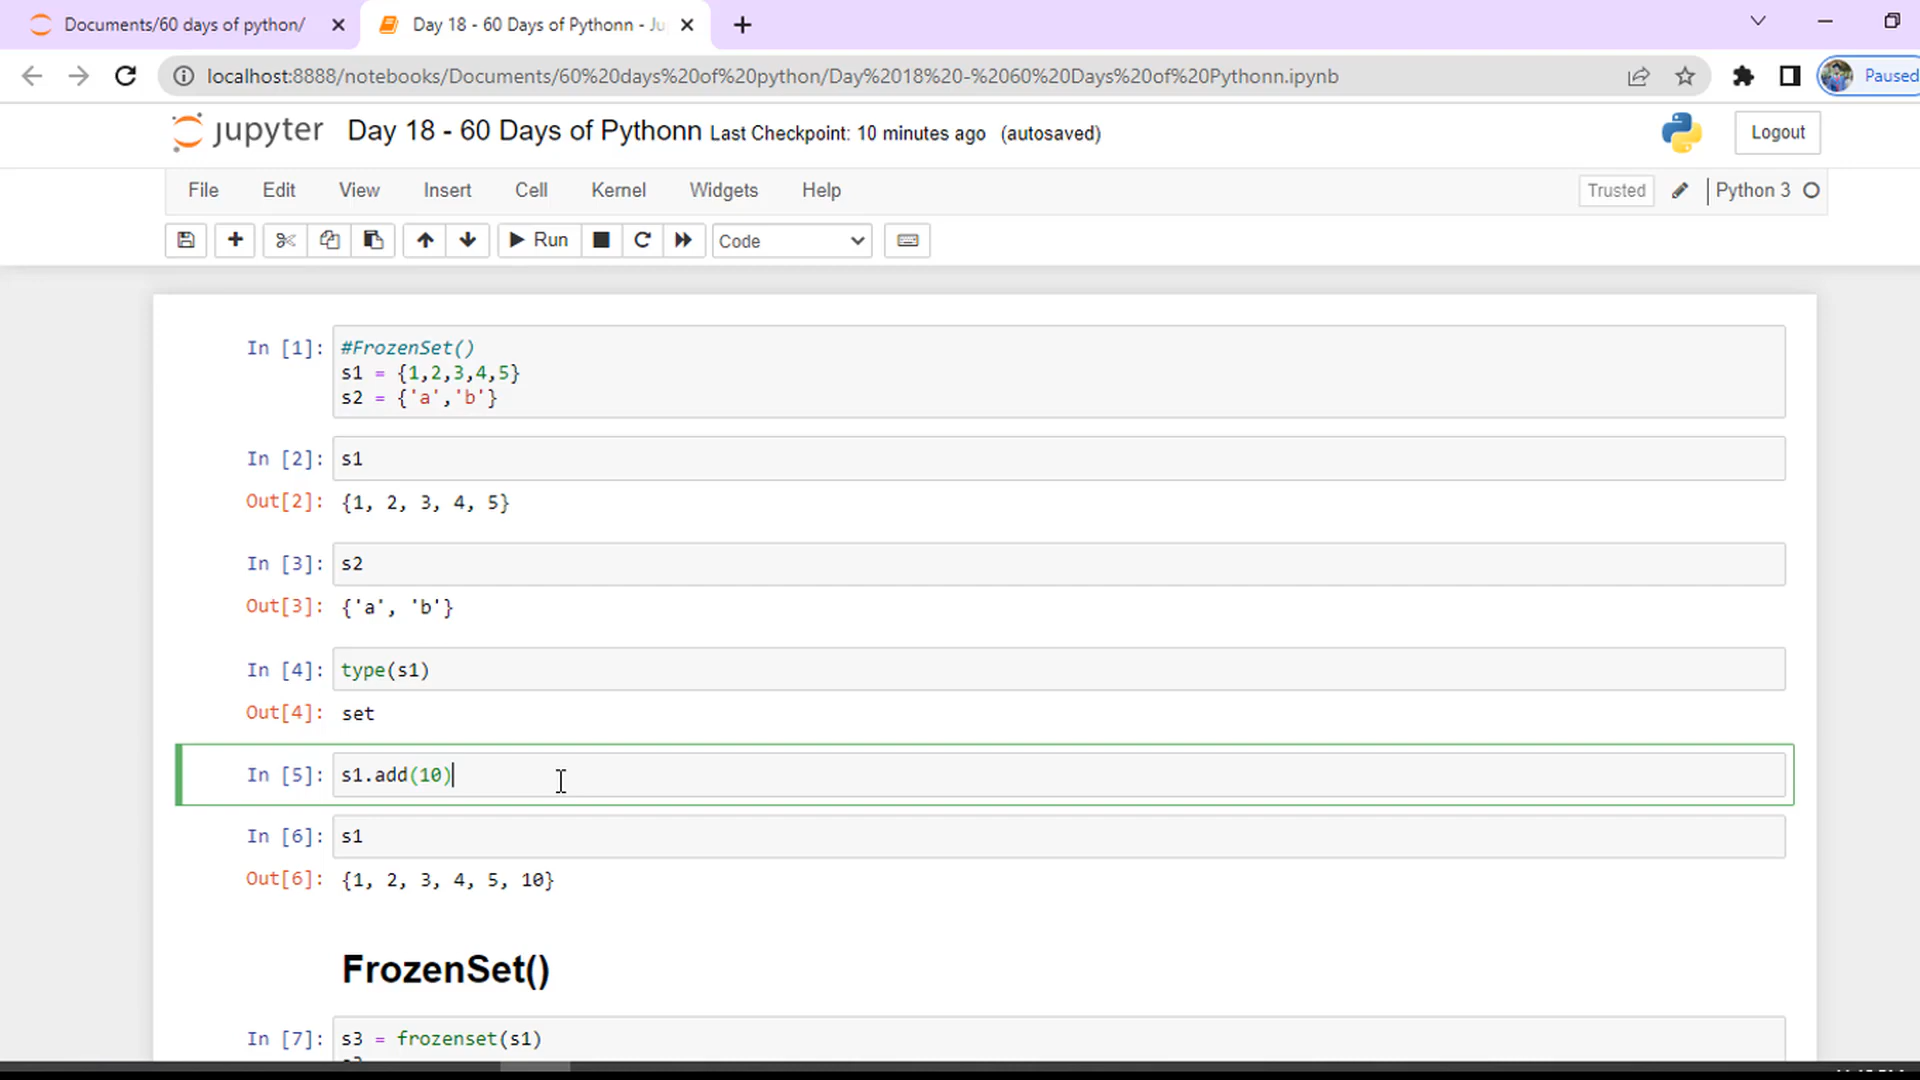 Documents/60 days of python/
Day 18 - 60 Days of Pythonn - Ju
localhost:8888/notebooks/Documents/60%20days%20of%20python/Day%2018%20-%2060%20Days%20of%20Pythonn.ipynb
Paused
jupyter Day 18 - 60 Days of Pythonn Last Checkpoint: 10 minutes ago (autosaved)
Logout
File Edit View Insert Cell Kernel Widgets Help
Trusted
Python 3
Run
Code
In [1]: #FrozenSet()
s1 = {1,2,3,4,5}
s2 = {'a','b'}
In [2]: s1
Out[2]: {1, 2, 3, 4, 5}
In [3]: s2
Out[3]: {'a', 'b'}
In [4]: type(s1)
Out[4]: set
In [5]: s1.add(10)
In [6]: s1
Out[6]: {1, 2, 3, 4, 5, 10}
FrozenSet()
In [7]: s3 = frozenset(s1)